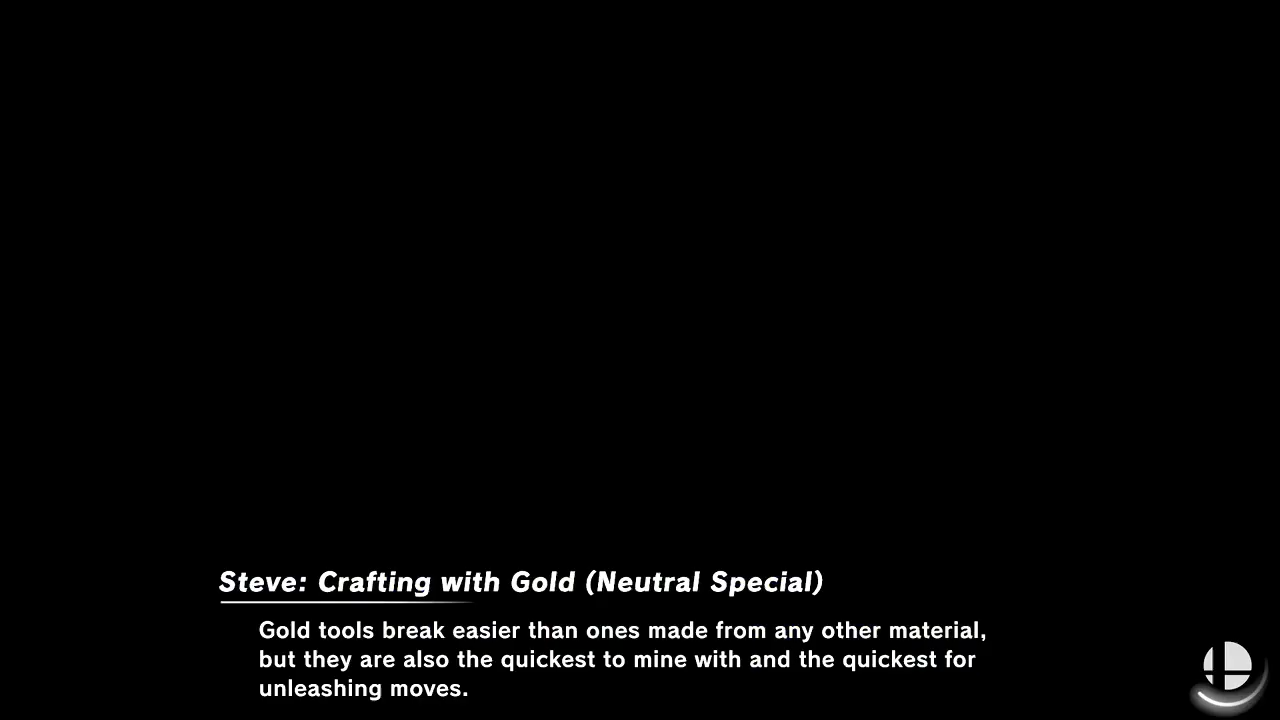 Steve: Crafting with Gold (Neutral Special)
Gold tools break easier than ones made from any other material,
but they are also the quickest to mine with and the quickest for
unleashing moves.